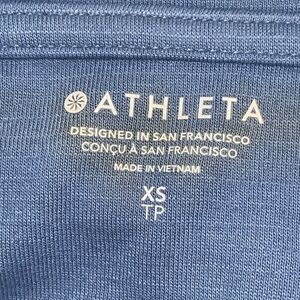 ATHLETA
DESIGNED IN SAN FRANCISCO
CONÇU À SAN FRANCISCO
MADE IN VIETNAM
XS
TP